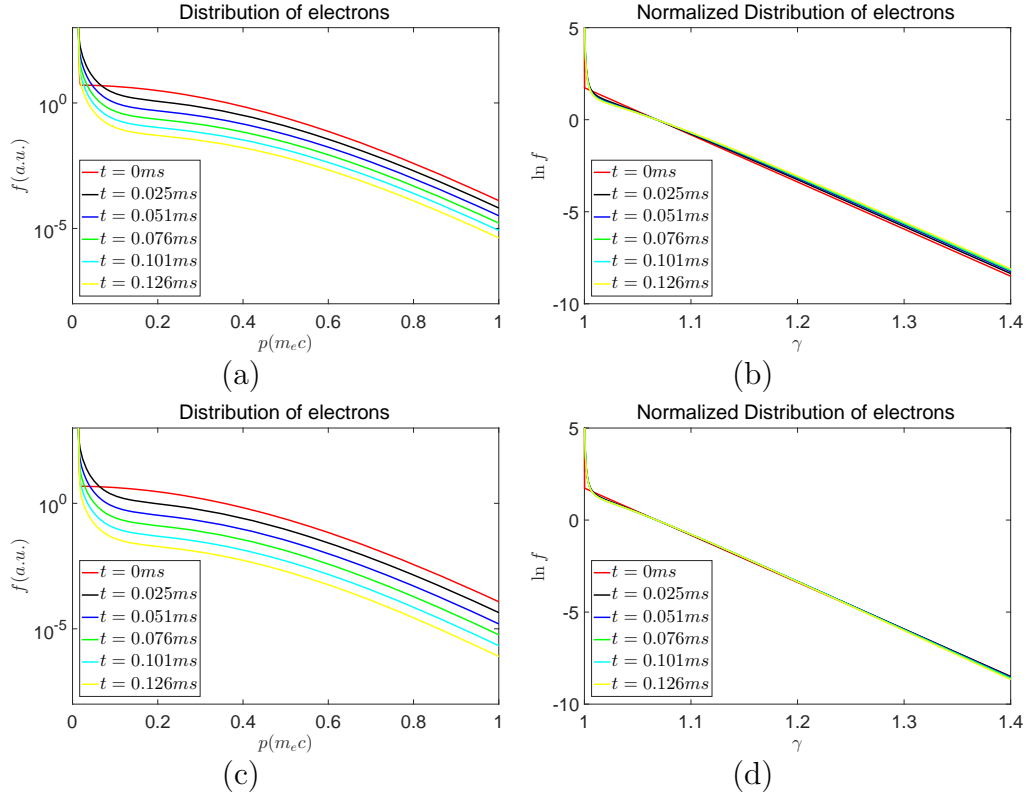 Distribution of electrons
f(a.u.)
10^0
10^-5
t = 0ms
t = 0.025ms
t = 0.051ms
t = 0.076ms
t = 0.101ms
t = 0.126ms
0 0.2 0.4 0.6 0.8 1
p(m_e c)
(a)
Normalized Distribution of electrons
ln f
5
0
-5
-10
t = 0ms
t = 0.025ms
t = 0.051ms
t = 0.076ms
t = 0.101ms
t = 0.126ms
1 1.1 1.2 1.3 1.4
γ
(b)
Distribution of electrons
f(a.u.)
10^0
10^-5
t = 0ms
t = 0.025ms
t = 0.051ms
t = 0.076ms
t = 0.101ms
t = 0.126ms
0 0.2 0.4 0.6 0.8 1
p(m_e c)
(c)
Normalized Distribution of electrons
ln f
5
0
-5
-10
t = 0ms
t = 0.025ms
t = 0.051ms
t = 0.076ms
t = 0.101ms
t = 0.126ms
1 1.1 1.2 1.3 1.4
γ
(d)